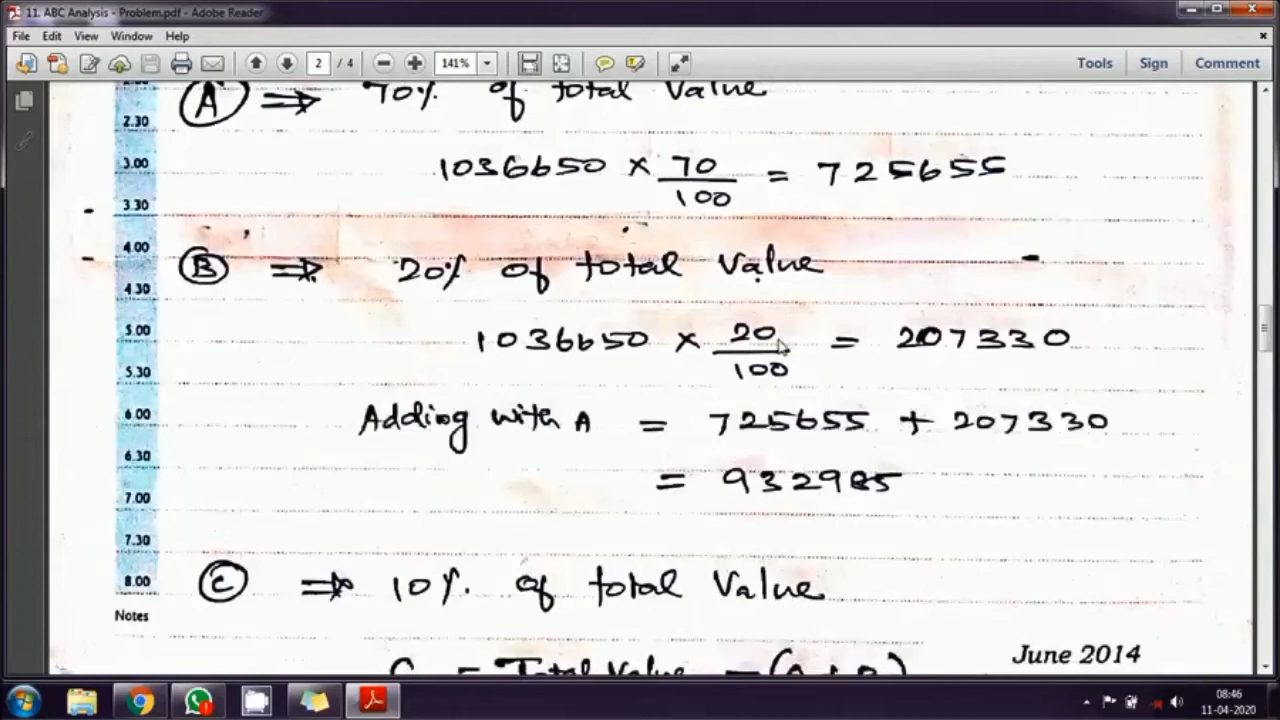 11. ABC Analysis - Problem.pdf - Adobe Reader
File Edit View Window Help
2 / 4 141% Tools Sign Comment
(A) ⇒ 70% of total value
2.30
3.00 1036650 × 70/100 = 725655
3.30
4.00 (B) ⇒ 20% of total value
4.30
5.00 1036650 × 20/100 = 207330
5.30
6.00 Adding with A = 725655 + 207330
6.30 = 932985
7.00
7.30
8.00 (C) ⇒ 10% of total value
Notes
June 2014
C = Total Value - (A + B)
08:46
11-04-2020